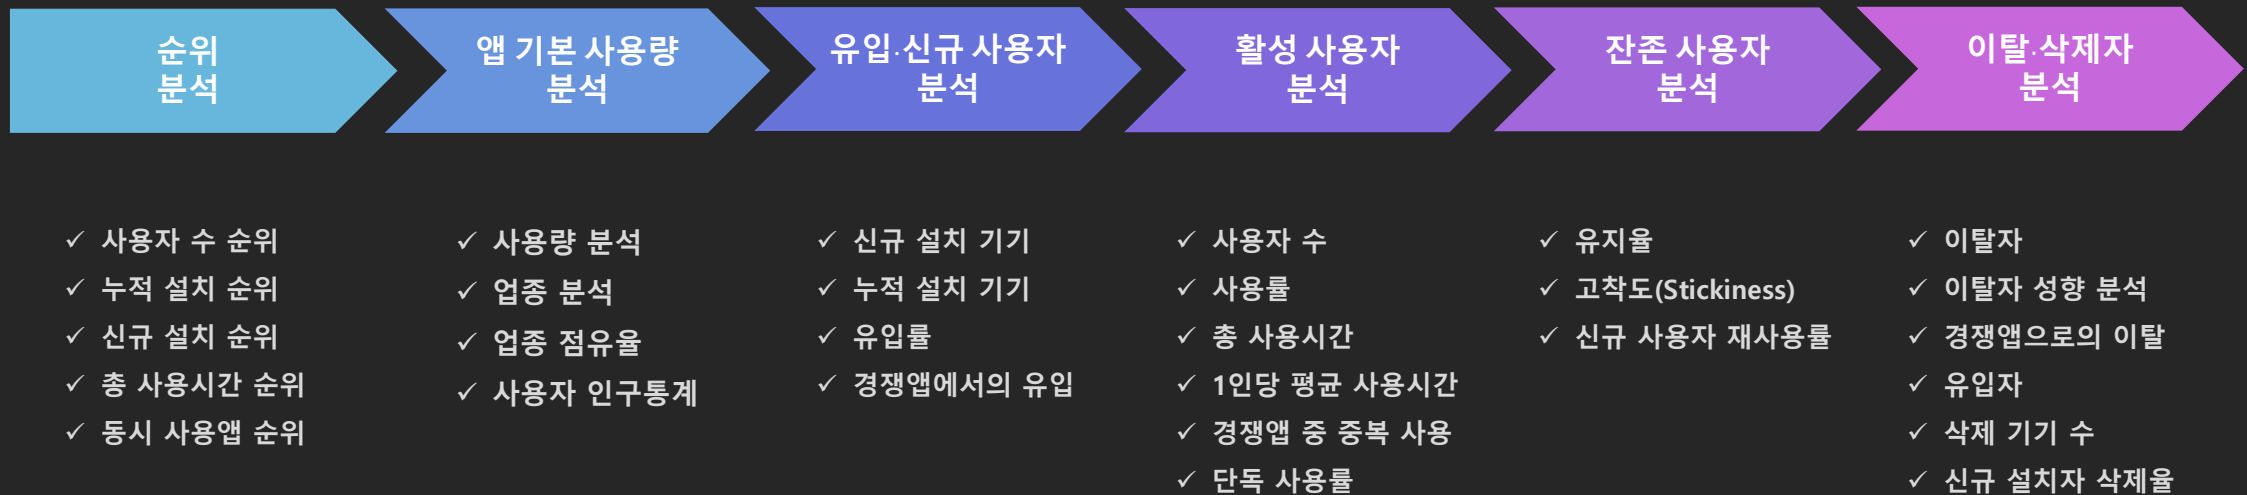 순위
분석
앱 기본 사용량
분석
유입·신규 사용자
분석
활성 사용자
분석
잔존 사용자
분석
이탈·삭제자
분석
✓ 사용자 수 순위
✓ 누적 설치 순위
✓ 신규 설치 순위
✓ 총 사용시간 순위
✓ 동시 사용앱 순위
✓ 사용량 분석
✓ 업종 분석
✓ 업종 점유율
✓ 사용자 인구통계
✓ 신규 설치 기기
✓ 누적 설치 기기
✓ 유입률
✓ 경쟁앱에서의 유입
✓ 사용자 수
✓ 사용률
✓ 총 사용시간
✓ 1인당 평균 사용시간
✓ 경쟁앱 중 중복 사용
✓ 단독 사용률
✓ 유지율
✓ 고착도(Stickiness)
✓ 신규 사용자 재사용률
✓ 이탈자
✓ 이탈자 성향 분석
✓ 경쟁앱으로의 이탈
✓ 유입자
✓ 삭제 기기 수
✓ 신규 설치자 삭제율